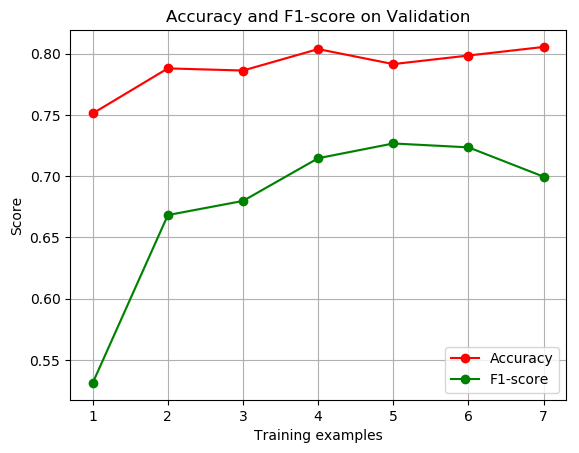 Accuracy and F1-score on Validation
0.80
0.75
0.70
0.65
0.60
0.55
Score
Accuracy
F1-score
1 2 3 4 5 6 7
Training examples